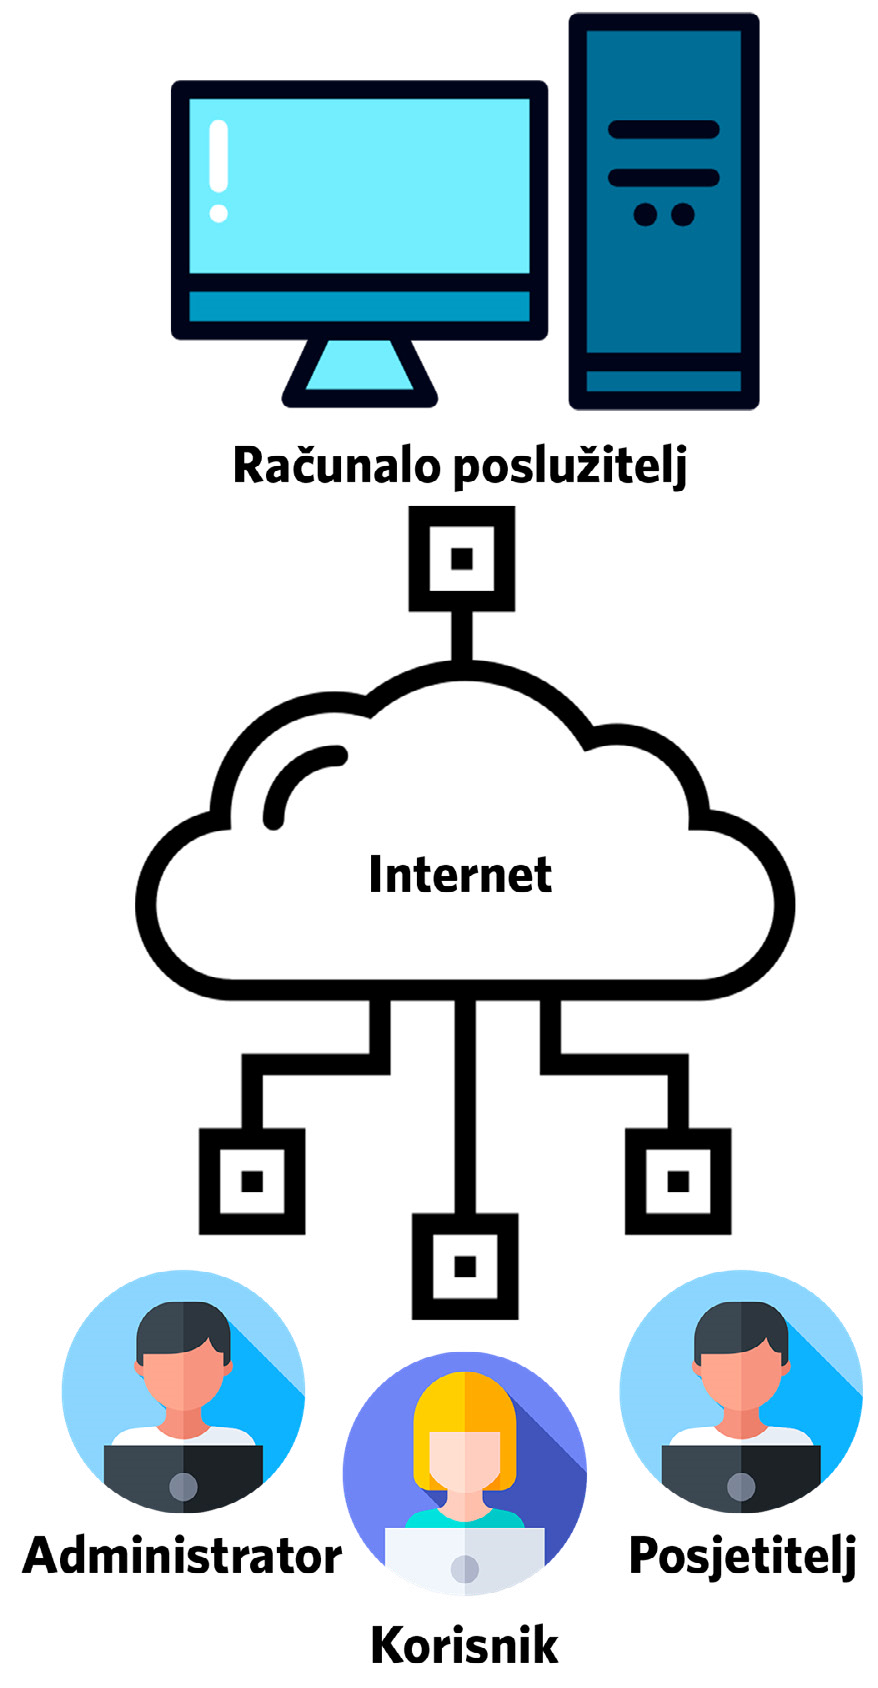 Računalo poslužitelj
Internet
Administrator
Posjetitelj
Korisnik